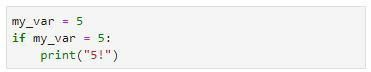 my_var = 5
if my_var = 5:
    print("5!")